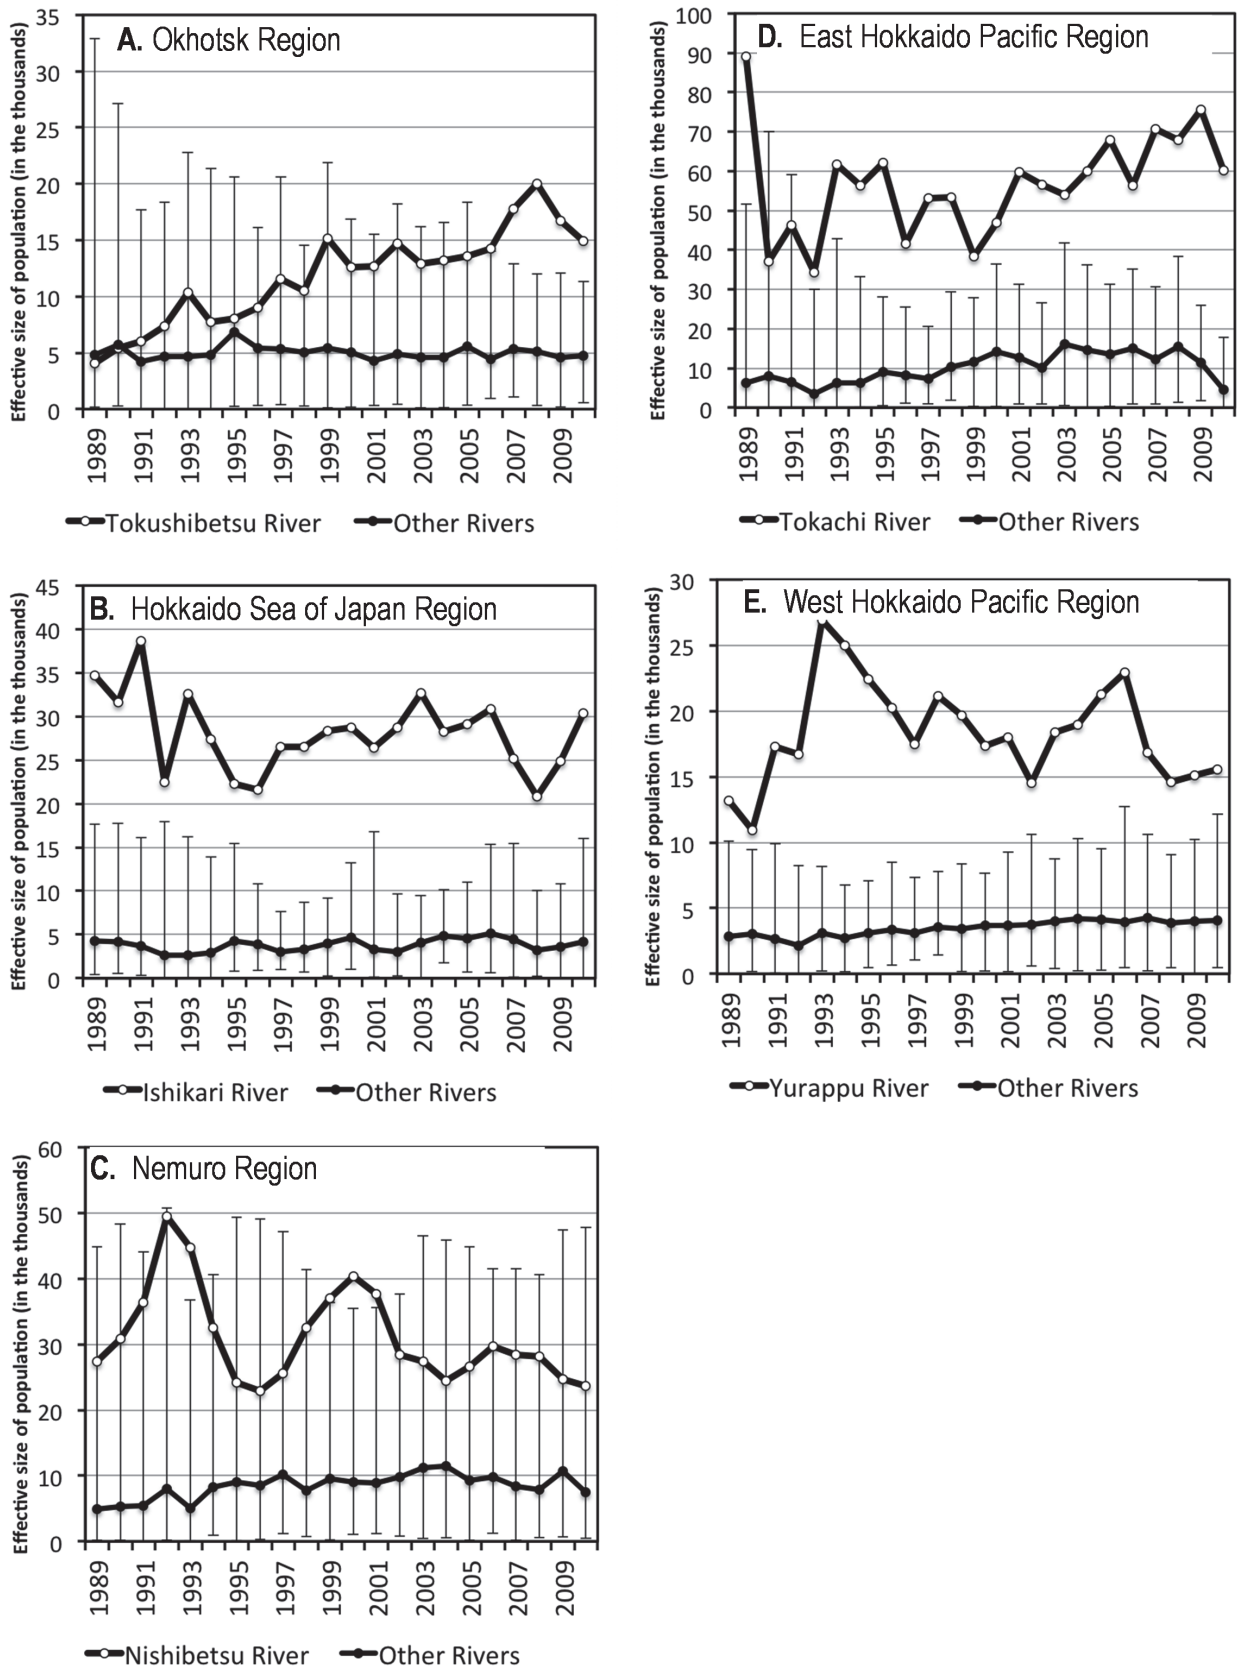 A. Okhotsk Region
Effective size of population (in the thousands)
35
30
25
20
15
10
5
0
1989 1991 1993 1995 1997 1999 2001 2003 2005 2007 2009
Tokushibetsu River Other Rivers
D. East Hokkaido Pacific Region
Effective size of population (in the thousands)
100
90
80
70
60
50
40
30
20
10
0
1989 1991 1993 1995 1997 1999 2001 2003 2005 2007 2009
Tokachi River Other Rivers
B. Hokkaido Sea of Japan Region
Effective size of population (in the thousands)
45
40
35
30
25
20
15
10
5
0
1989 1991 1993 1995 1997 1999 2001 2003 2005 2007 2009
Ishikari River Other Rivers
E. West Hokkaido Pacific Region
Effective size of population (in the thousands)
30
25
20
15
10
5
0
1989 1991 1993 1995 1997 1999 2001 2003 2005 2007 2009
Yurappu River Other Rivers
C. Nemuro Region
Effective size of population (in the thousands)
60
50
40
30
20
10
0
1989 1991 1993 1995 1997 1999 2001 2003 2005 2007 2009
Nishibetsu River Other Rivers